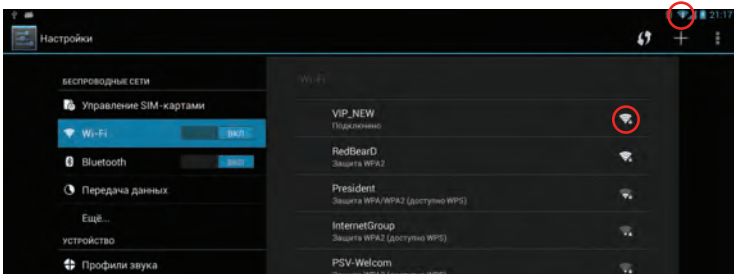 21:17
Настройки
БЕСПРОВОДНЫЕ СЕТИ
Управление SIM-картами
Wi-Fi
ВКЛ
Bluetooth
ВКЛ
Передача данных
Ещё...
УСТРОЙСТВО
Профили звука
Wi-Fi
VIP_NEW
Подключено
RedBearD
Защита WPA2
President
Защита WPA/WPA2 (доступно WPS)
InternetGroup
Защита WPA2 (доступно WPS)
PSV-Welcom